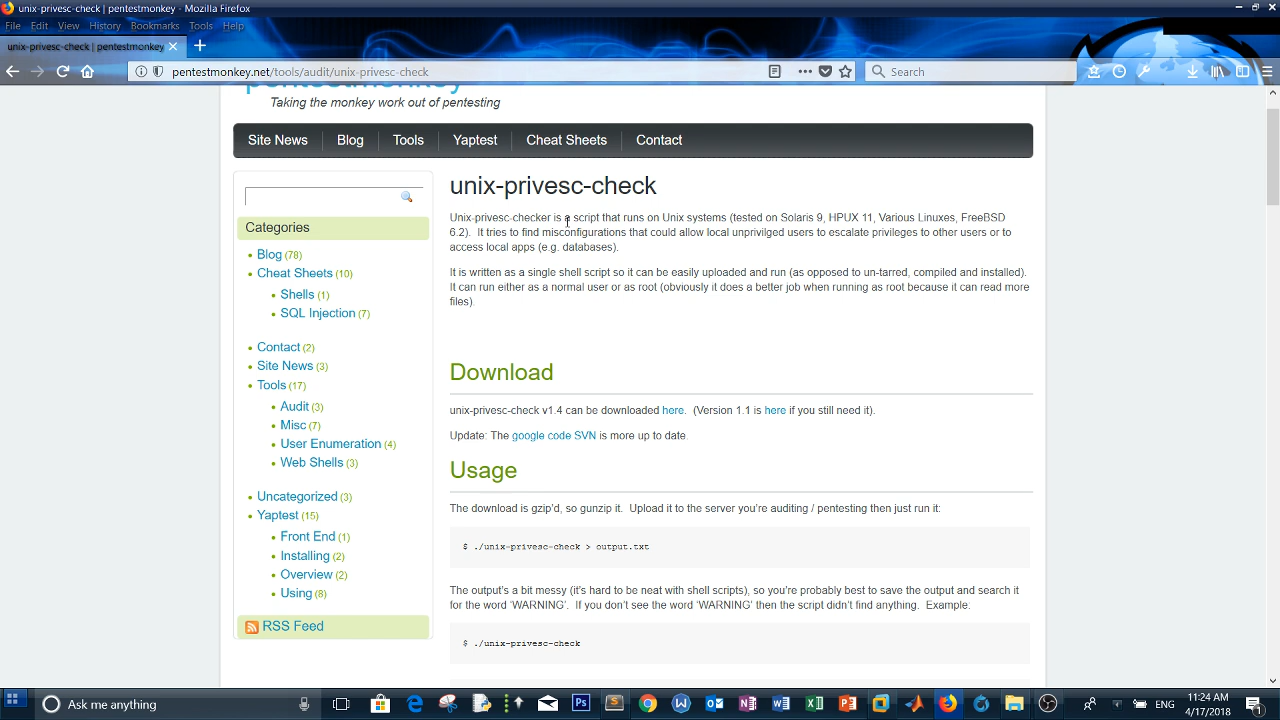 unix-privesc-check | pentestmonkey - Mozilla Firefox
File Edit View History Bookmarks Tools Help
unix-privesc-check | pentestmonkey
pentestmonkey.net/tools/audit/unix-privesc-check
Search
pentestmonkey
Taking the monkey work out of pentesting
Site News
Blog
Tools
Yaptest
Cheat Sheets
Contact
Categories
Blog (78)
Cheat Sheets (10)
Shells (1)
SQL Injection (7)
Contact (2)
Site News (3)
Tools (17)
Audit (3)
Misc (7)
User Enumeration (4)
Web Shells (3)
Uncategorized (3)
Yaptest (15)
Front End (1)
Installing (2)
Overview (2)
Using (8)
RSS Feed
unix-privesc-check
Unix-privesc-checker is a script that runs on Unix systems (tested on Solaris 9, HPUX 11, Various Linuxes, FreeBSD
6.2). It tries to find misconfigurations that could allow local unprivilged users to escalate privileges to other users or to
access local apps (e.g. databases).
It is written as a single shell script so it can be easily uploaded and run (as opposed to un-tarred, compiled and installed).
It can run either as a normal user or as root (obviously it does a better job when running as root because it can read more
files).
Download
unix-privesc-check v1.4 can be downloaded here. (Version 1.1 is here if you still need it).
Update: The google code SVN is more up to date.
Usage
The download is gzip'd, so gunzip it. Upload it to the server you're auditing / pentesting then just run it:
$ ./unix-privesc-check > output.txt
The output's a bit messy (it's hard to be neat with shell scripts), so you're probably best to save the output and search it
for the word 'WARNING'. If you don't see the word 'WARNING' then the script didn't find anything. Example:
$ ./unix-privesc-check
Ask me anything
ENG
11:24 AM
4/17/2018